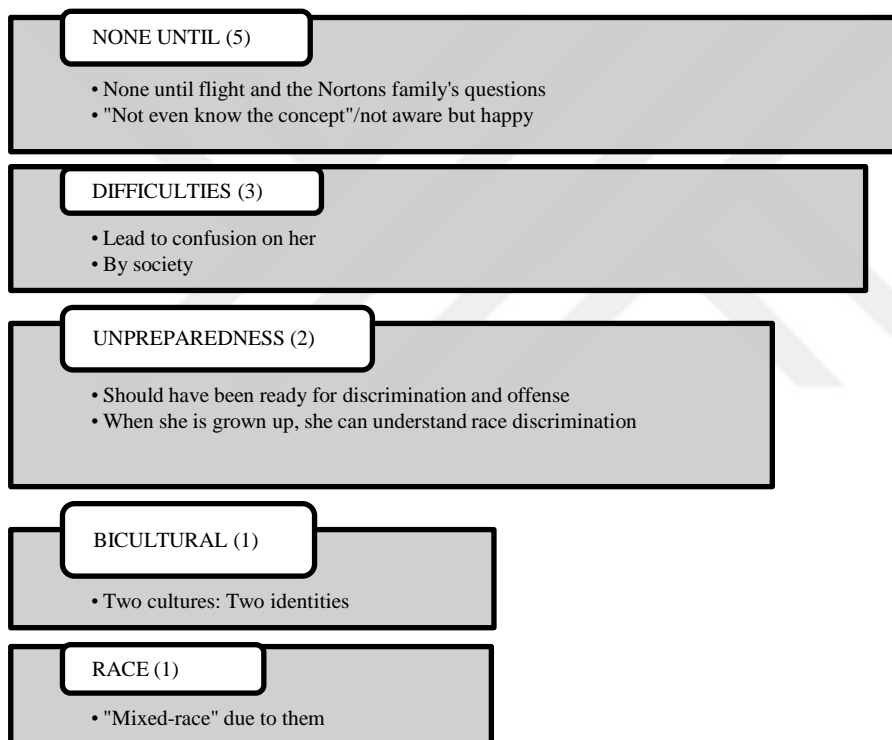 NONE UNTIL (5)
• None until flight and the Nortons family's questions
• "Not even know the concept"/not aware but happy
DIFFICULTIES (3)
• Lead to confusion on her
• By society
UNPREPAREDNESS (2)
• Should have been ready for discrimination and offense
• When she is grown up, she can understand race discrimination
BICULTURAL (1)
• Two cultures: Two identities
RACE (1)
• "Mixed-race" due to them